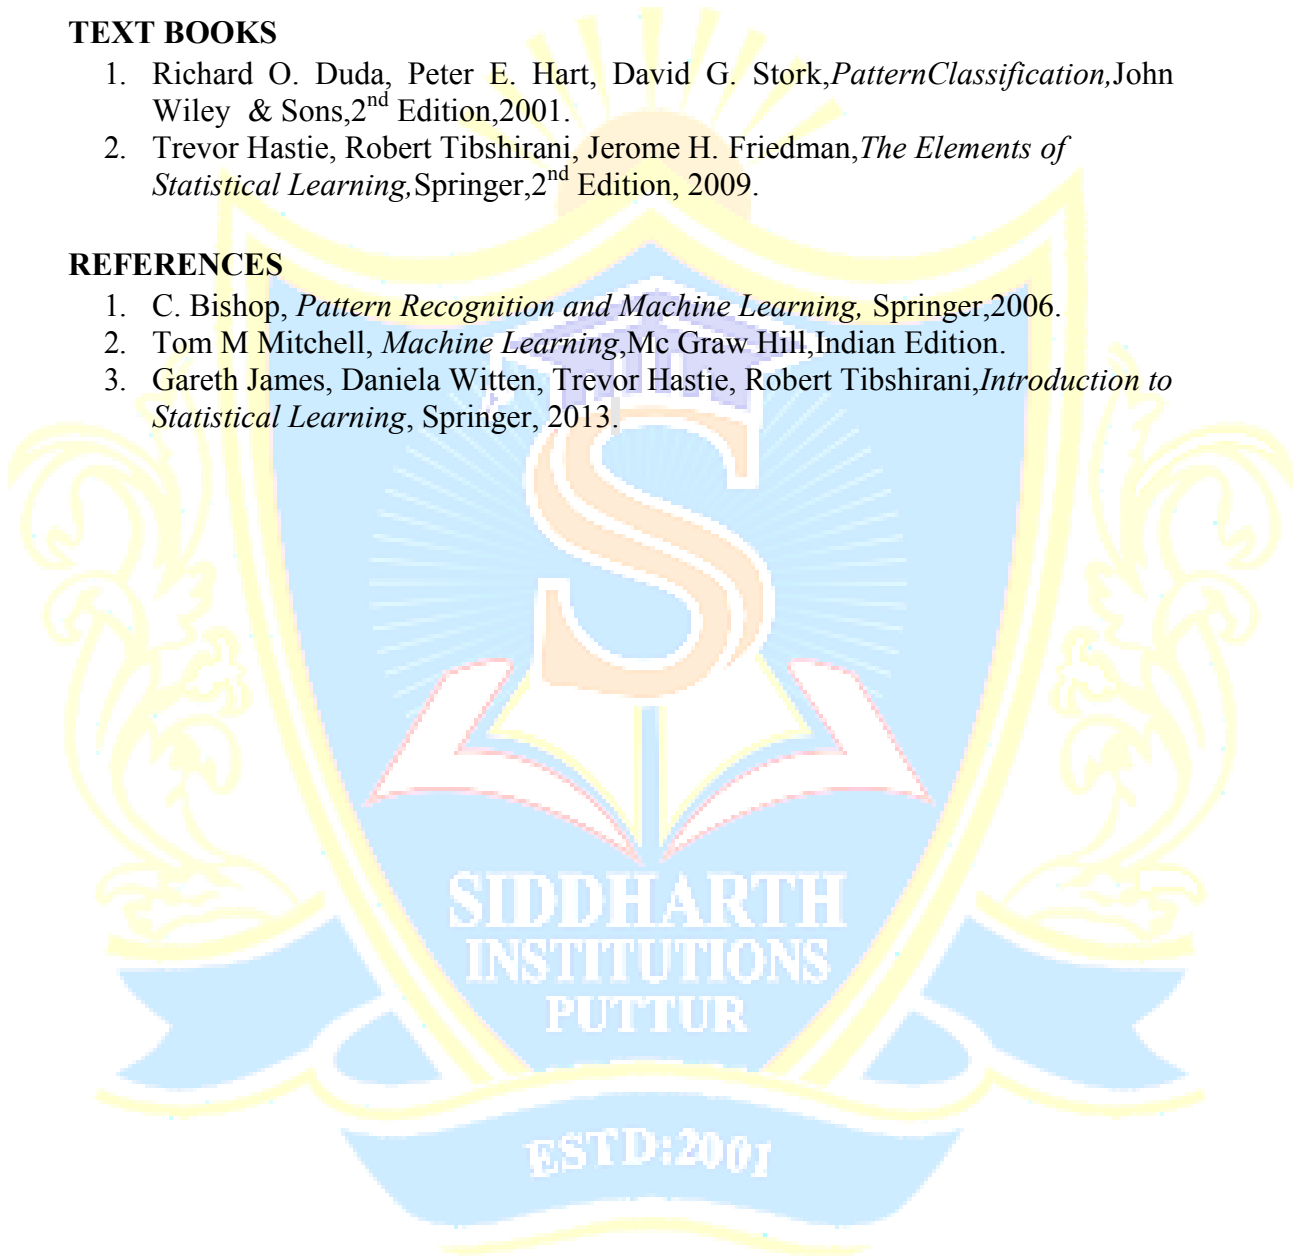 TEXT BOOKS
1. Richard O. Duda, Peter E. Hart, David G. Stork,PatternClassification,John
Wiley & Sons,2nd Edition,2001.
2. Trevor Hastie, Robert Tibshirani, Jerome H. Friedman,The Elements of
Statistical Learning,Springer,2nd Edition, 2009.
REFERENCES
1. C. Bishop, Pattern Recognition and Machine Learning, Springer,2006.
2. Tom M Mitchell, Machine Learning,Mc Graw Hill,Indian Edition.
3. Gareth James, Daniela Witten, Trevor Hastie, Robert Tibshirani,Introduction to
Statistical Learning, Springer, 2013.
S
SIDDHARTH
INSTITUTIONS
PUTTUR
ESTD:2001